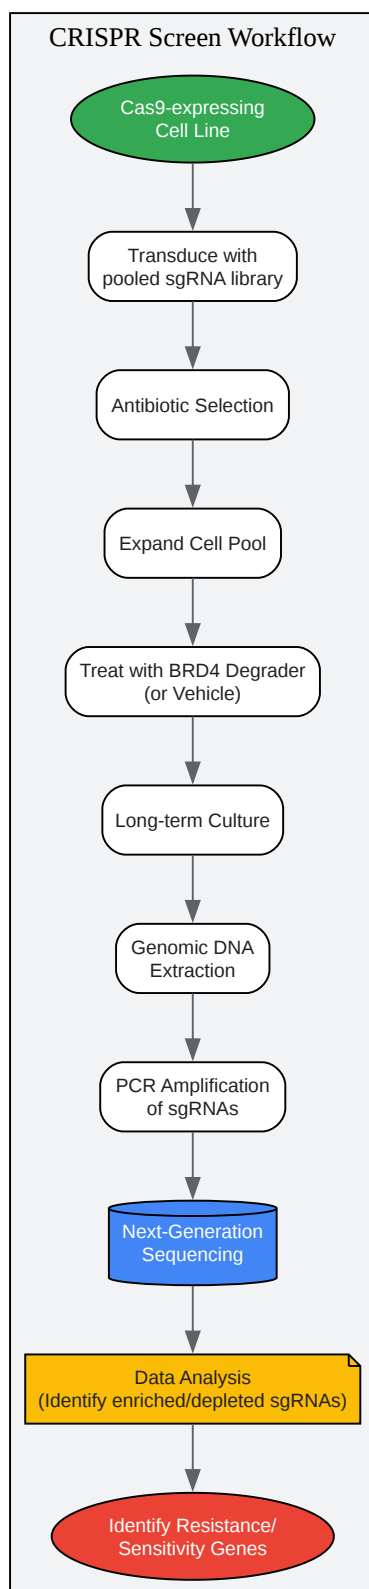 CRISPR Screen Workflow
Cas9-expressing
Cell Line
Transduce with
pooled sgRNA library
Antibiotic Selection
Expand Cell Pool
Treat with BRD4 Degrader
(or Vehicle)
Long-term Culture
Genomic DNA
Extraction
PCR Amplification
of sgRNAs
Next-Generation
Sequencing
Data Analysis
(Identify enriched/depleted sgRNAs)
Identify Resistance/
Sensitivity Genes